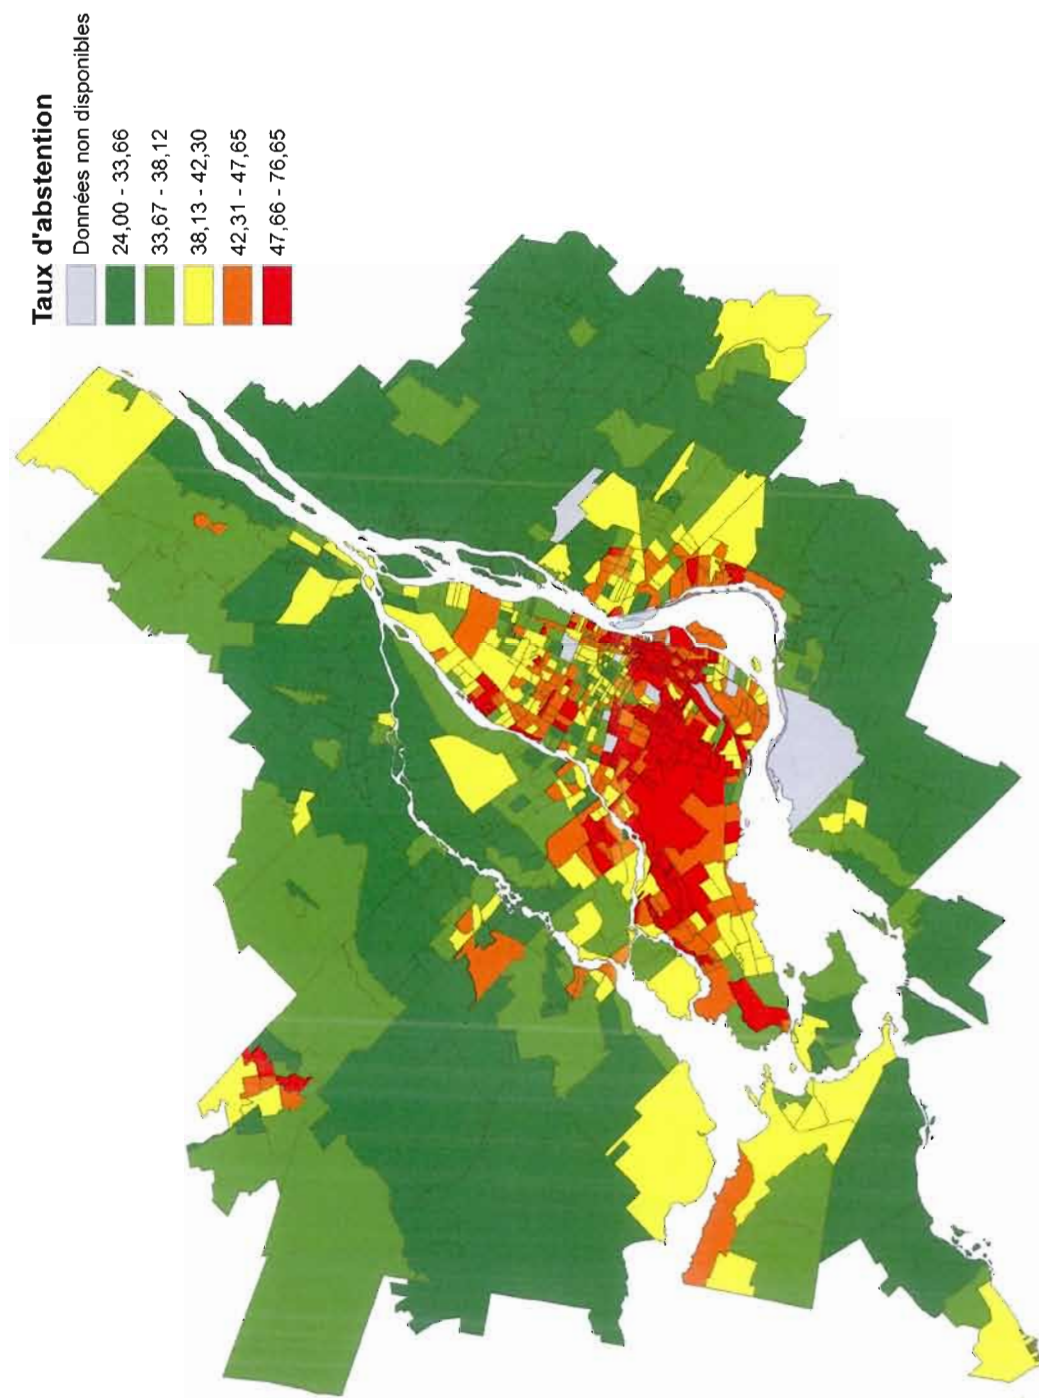 Taux d'abstention
Données non disponibles
24,00 - 33,66
33,67 - 38,12
38,13 - 42,30
42,31 - 47,65
47,66 - 76,65